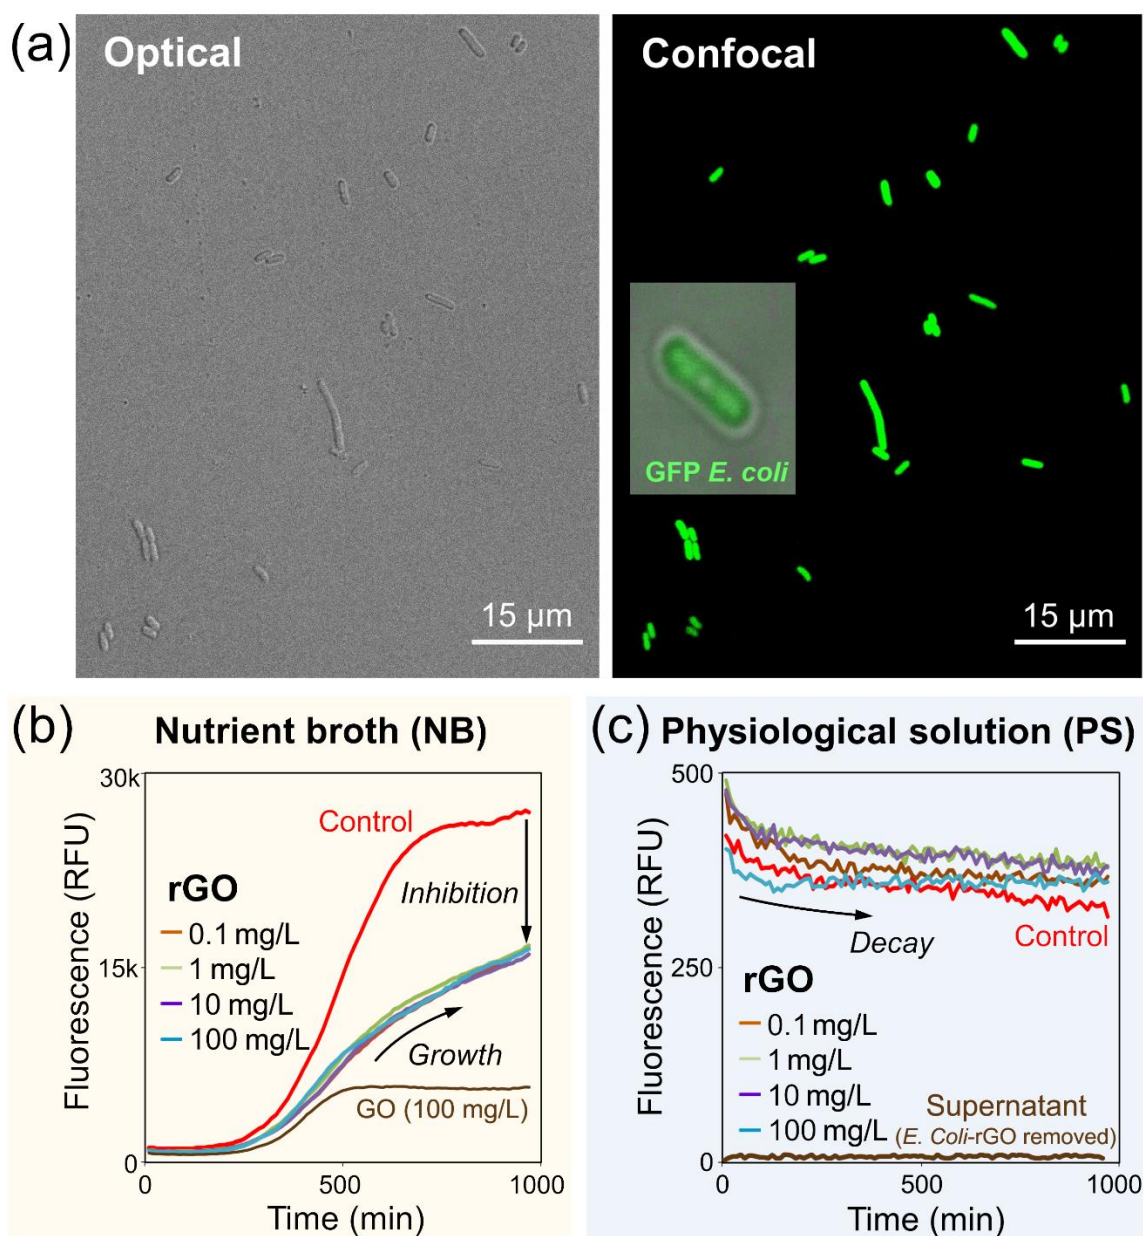 (a)
Optical
15 µm
Confocal
GFP E. coli
15 µm
(b) Nutrient broth (NB)
Fluorescence (RFU)
30k
15k
0
Control
Inhibition
rGO
0.1 mg/L
1 mg/L
10 mg/L
100 mg/L
Growth
GO (100 mg/L)
0 500 1000
Time (min)
(c) Physiological solution (PS)
Fluorescence (RFU)
500
250
0
Decay
Control
rGO
0.1 mg/L
1 mg/L
10 mg/L
100 mg/L
Supernatant
(E. Coli-rGO removed)
0 500 1000
Time (min)